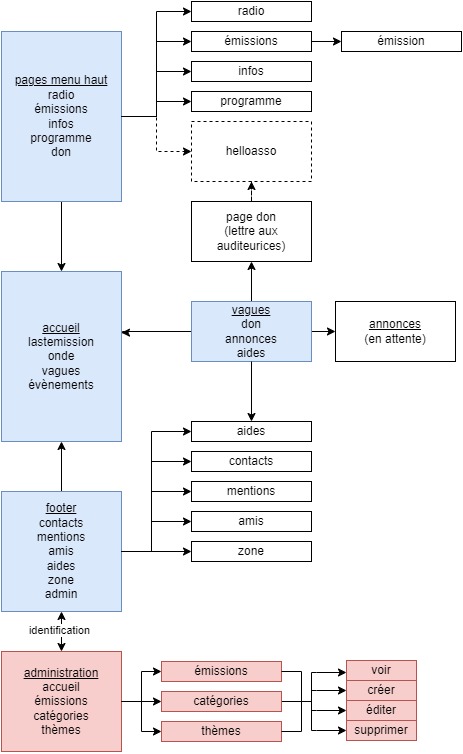 radio
émissions
émission
infos
programme
pages menu haut
radio
émissions
infos
programme
don
helloasso
page don
(lettre aux
auditeurices)
accueil
lastemission
onde
vagues
évènements
vagues
don
annonces
aides
annonces
(en attente)
aides
contacts
mentions
amis
zone
footer
contacts
mentions
amis
aides
zone
admin
identification
administration
accueil
émissions
catégories
thèmes
émissions
catégories
thèmes
voir
créer
éditer
supprimer